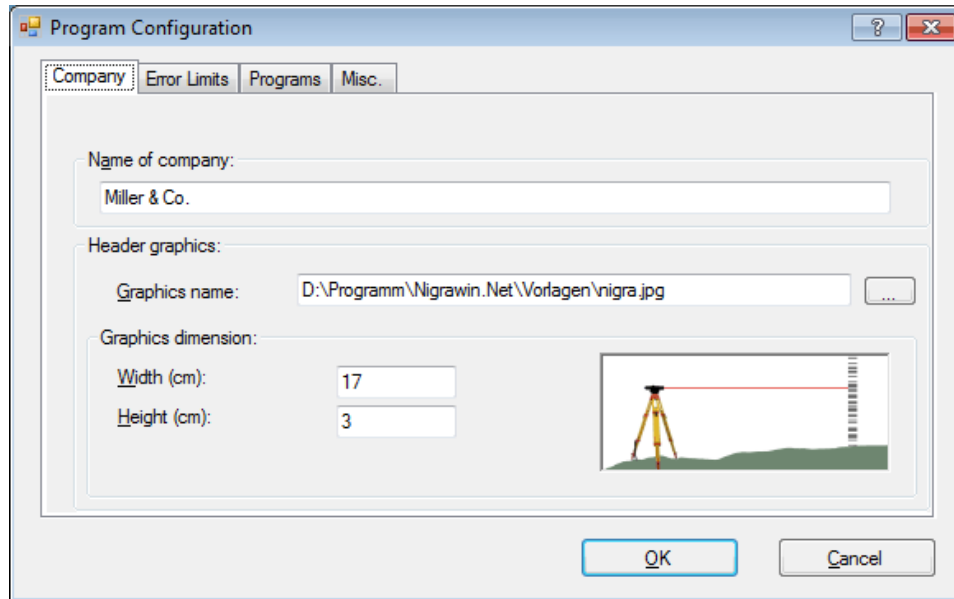 Program Configuration
?
Company Error Limits Programs Misc.
Name of company:
Miller & Co.
Header graphics:
Graphics name: D:\Programm\Nigrawin.Net\Vorlagen\nigra.jpg ...
Graphics dimension:
Width (cm): 17
Height (cm): 3
OK Cancel